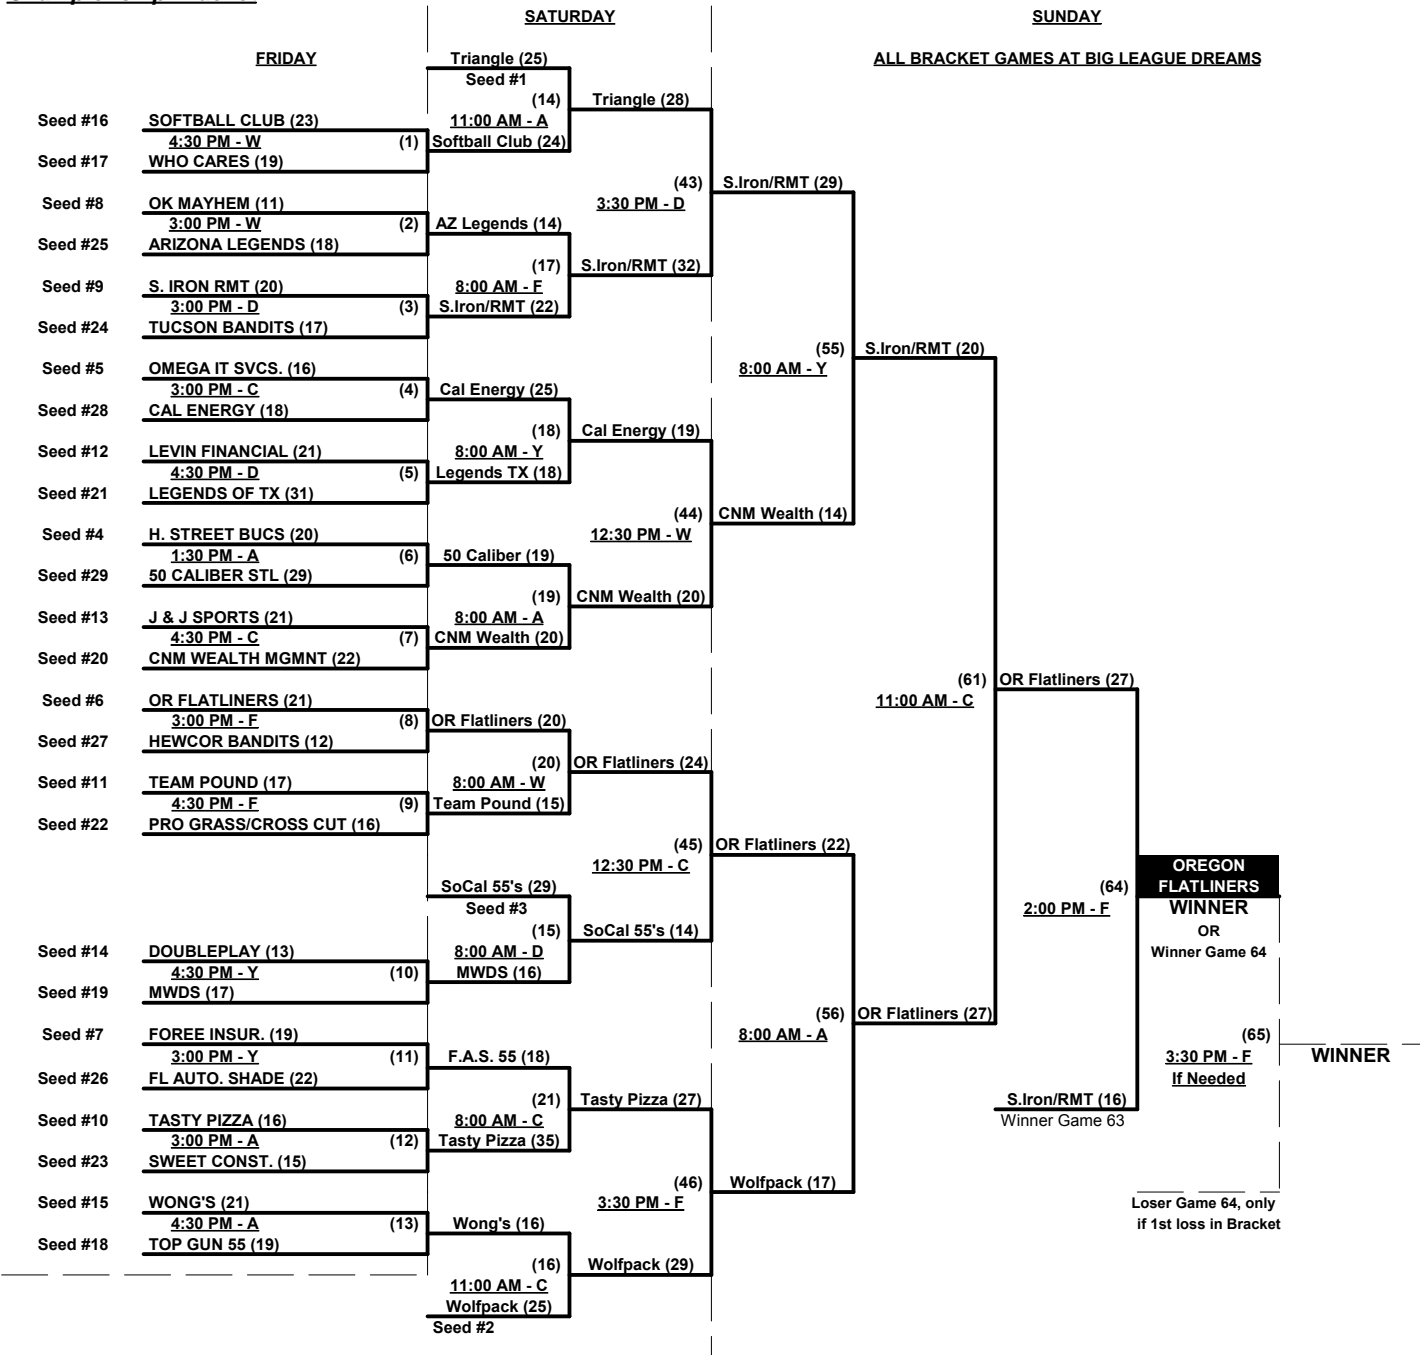 SATURDAY
SUNDAY
FRIDAY
ALL BRACKET GAMES AT BIG LEAGUE DREAMS
Triangle (25)
Seed #1
(14)
11:00 AM - A
Triangle (28)
Seed #16
SOFTBALL CLUB (23)
4:30 PM - W
(1)
Softball Club (24)
Seed #17
WHO CARES (19)
(43)
3:30 PM - D
S.Iron/RMT (29)
Seed #8
OK MAYHEM (11)
3:00 PM - W
(2)
AZ Legends (14)
Seed #25
ARIZONA LEGENDS (18)
(17)
8:00 AM - F
S.Iron/RMT (32)
Seed #9
S. IRON RMT (20)
3:00 PM - D
(3)
S.Iron/RMT (22)
Seed #24
TUCSON BANDITS (17)
(55)
8:00 AM - Y
S.Iron/RMT (20)
Seed #5
OMEGA IT SVCS. (16)
3:00 PM - C
(4)
Cal Energy (25)
Seed #28
CAL ENERGY (18)
(18)
8:00 AM - Y
Cal Energy (19)
Seed #12
LEVIN FINANCIAL (21)
4:30 PM - D
(5)
Legends TX (18)
Seed #21
LEGENDS OF TX (31)
(44)
12:30 PM - W
CNM Wealth (14)
Seed #4
H. STREET BUCS (20)
1:30 PM - A
(6)
50 Caliber (19)
Seed #29
50 CALIBER STL (29)
(19)
8:00 AM - A
CNM Wealth (20)
Seed #13
J & J SPORTS (21)
4:30 PM - C
(7)
CNM Wealth (20)
Seed #20
CNM WEALTH MGMNT (22)
(61)
11:00 AM - C
OR Flatliners (27)
Seed #6
OR FLATLINERS (21)
3:00 PM - F
(8)
OR Flatliners (20)
Seed #27
HEWCOR BANDITS (12)
(20)
8:00 AM - W
OR Flatliners (24)
Seed #11
TEAM POUND (17)
4:30 PM - F
(9)
Team Pound (15)
Seed #22
PRO GRASS/CROSS CUT (16)
(45)
12:30 PM - C
OR Flatliners (22)
SoCal 55's (29)
Seed #3
(15)
8:00 AM - D
SoCal 55's (14)
(64)
2:00 PM - F
OREGON
FLATLINERS
WINNER
OR
Winner Game 64
Seed #14
DOUBLEPLAY (13)
4:30 PM - Y
(10)
MWDS (16)
Seed #19
MWDS (17)
(56)
8:00 AM - A
OR Flatliners (27)
Seed #7
FOREE INSUR. (19)
3:00 PM - Y
(11)
F.A.S. 55 (18)
(65)
3:30 PM - F
If Needed
WINNER
Seed #26
FL AUTO. SHADE (22)
(21)
8:00 AM - C
Tasty Pizza (27)
S.Iron/RMT (16)
Winner Game 63
Seed #10
TASTY PIZZA (16)
3:00 PM - A
(12)
Tasty Pizza (35)
Seed #23
SWEET CONST. (15)
(46)
3:30 PM - F
Wolfpack (17)
Loser Game 64, only
if 1st loss in Bracket
Seed #15
WONG'S (21)
4:30 PM - A
(13)
Wong's (16)
Seed #18
TOP GUN 55 (19)
(16)
11:00 AM - C
Wolfpack (29)
Wolfpack (25)
Seed #2